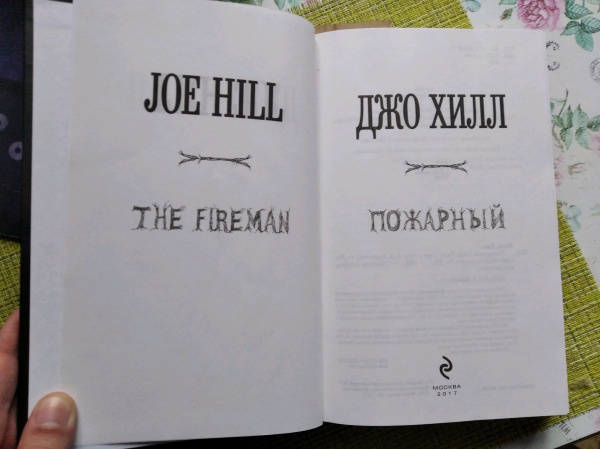 JOE HILL
THE FIREMAN
ДЖО ХИЛЛ
ПОЖАРНЫЙ
МОСКВА
2017